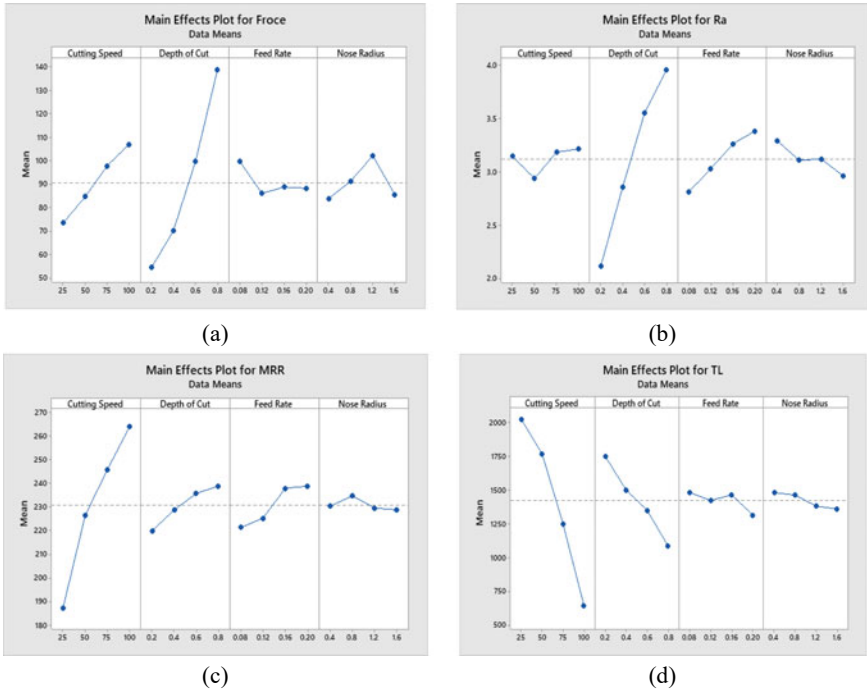 Main Effects Plot for Froce
Data Means
Cutting Speed Depth of Cut Feed Rate Nose Radius
140
130
120
110
100
90
80
70
60
50
Mean
25 50 75 100 0.2 0.4 0.6 0.8 0.08 0.12 0.16 0.20 0.4 0.8 1.2 1.6
(a)
Main Effects Plot for Ra
Data Means
Cutting Speed Depth of Cut Feed Rate Nose Radius
4.0
3.5
3.0
2.5
2.0
Mean
25 50 75 100 0.2 0.4 0.6 0.8 0.08 0.12 0.16 0.20 0.4 0.8 1.2 1.6
(b)
Main Effects Plot for MRR
Data Means
Cutting Speed Depth of Cut Feed Rate Nose Radius
270
260
250
240
230
220
210
200
190
180
Mean
25 50 75 100 0.2 0.4 0.6 0.8 0.08 0.12 0.16 0.20 0.4 0.8 1.2 1.6
(c)
Main Effects Plot for TL
Data Means
Cutting Speed Depth of Cut Feed Rate Nose Radius
2000
1750
1500
1250
1000
750
500
Mean
25 50 75 100 0.2 0.4 0.6 0.8 0.08 0.12 0.16 0.20 0.4 0.8 1.2 1.6
(d)